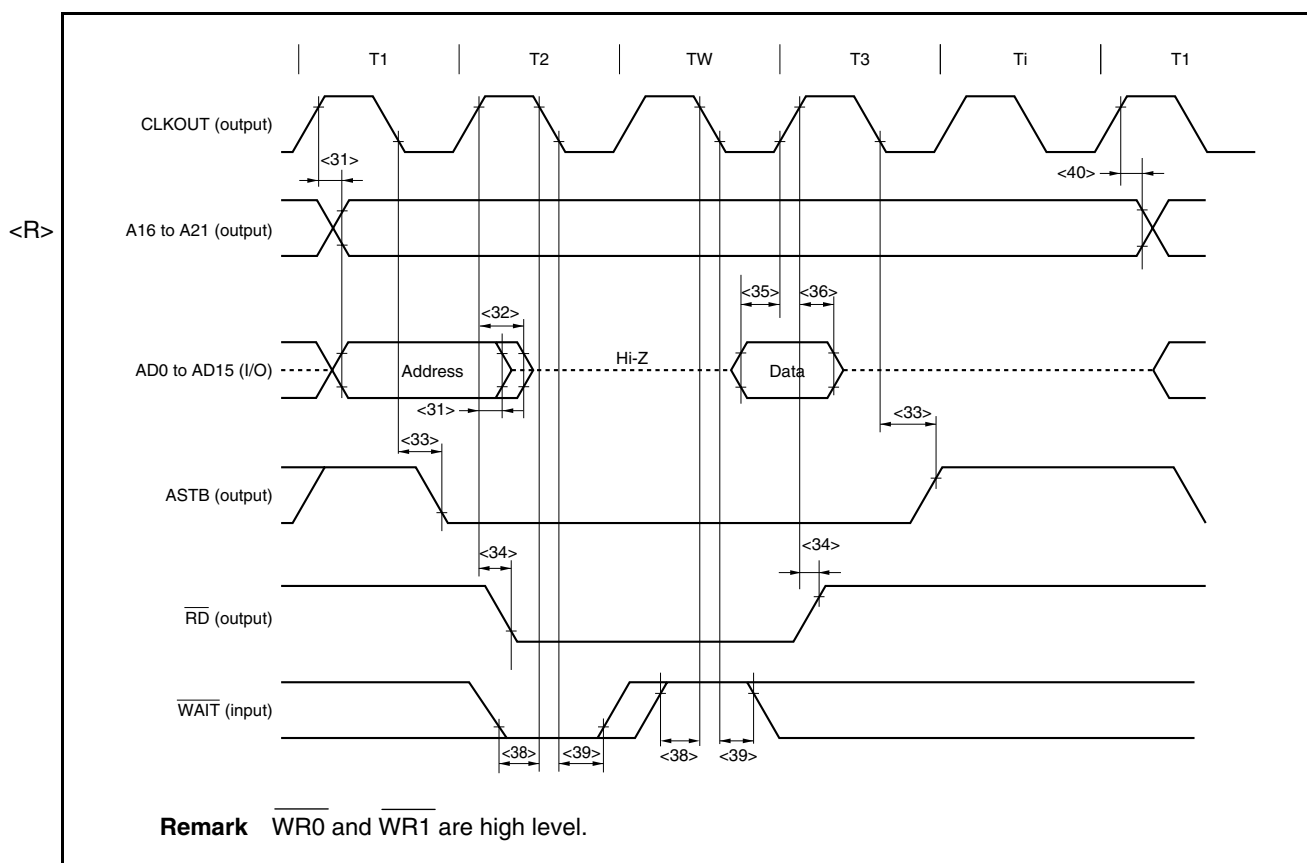 T1 T2 TW T3 Ti T1
CLKOUT (output)
<31>
<40>
<R>
A16 to A21 (output)
<35> <36>
<32>
Hi-Z
AD0 to AD15 (I/O)
Address
Data
<31>
<33>
<33>
ASTB (output)
<34>
<34>
RD (output)
WAIT (input)
<38> <39> <38> <39>
Remark WR0 and WR1 are high level.